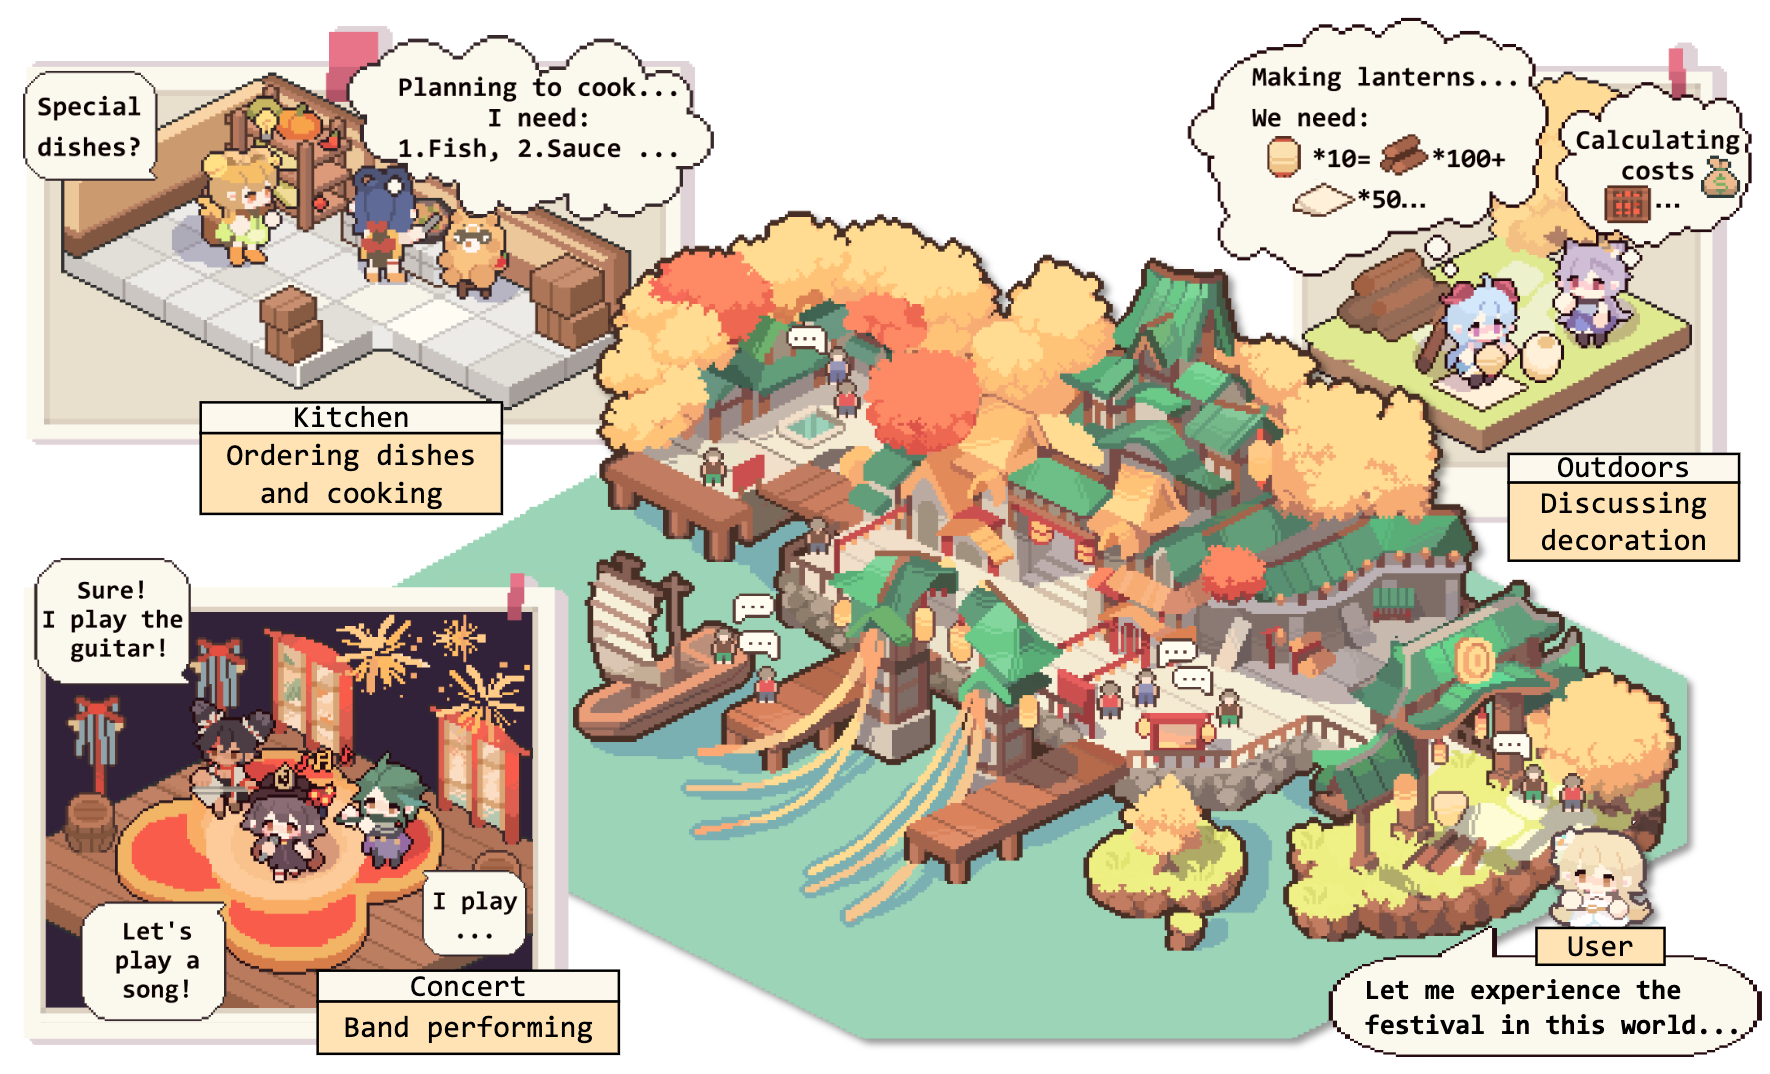 Special
dishes?
Planning to cook...
I need:
1.Fish, 2.Sauce ...
Kitchen
Ordering dishes
and cooking
Making lanterns...
We need:
*10= *100+
*50...
Calculating
costs
...
Outdoors
Discussing
decoration
Sure!
I play the
guitar!
Let's
play a
song!
I play
...
Concert
Band performing
User
Let me experience the
festival in this world...